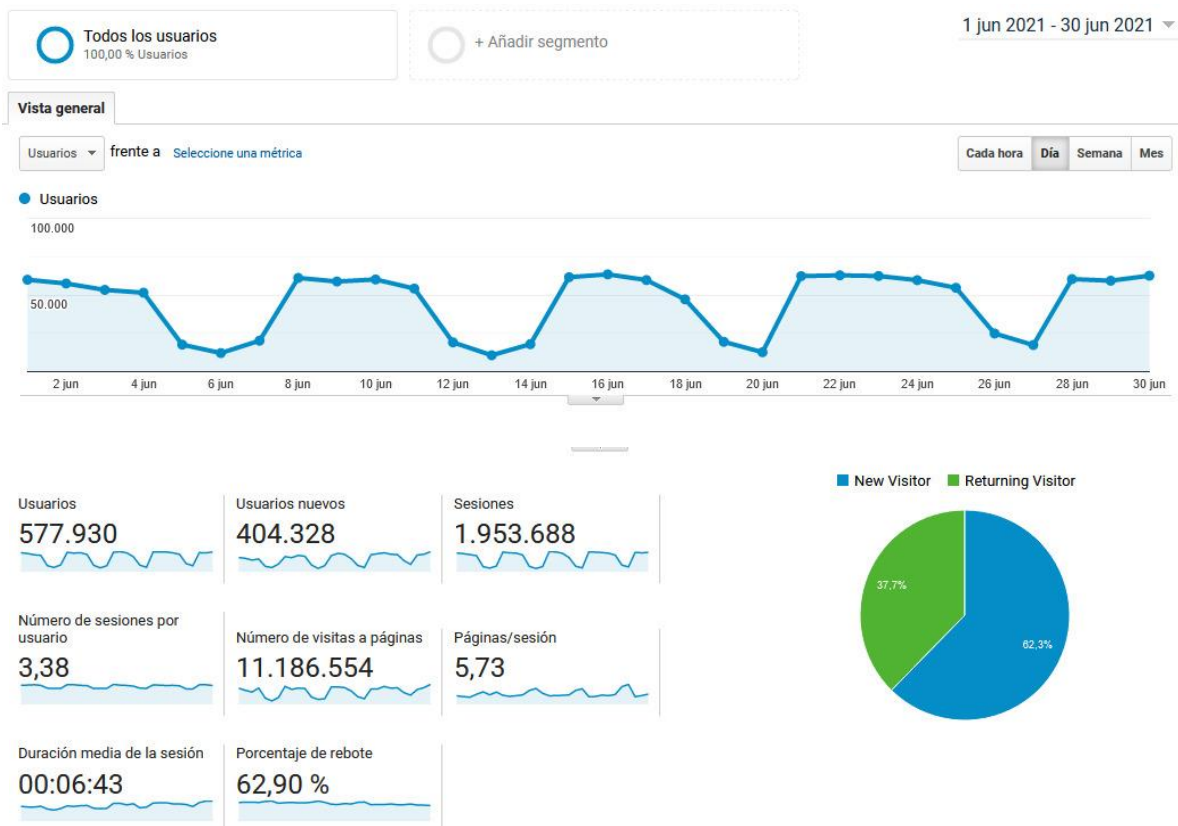 Todos los usuarios
100,00 % Usuarios
+ Añadir segmento
1 jun 2021 - 30 jun 2021
Vista general
Usuarios frente a Seleccione una métrica
Cada hora Día Semana Mes
Usuarios
100.000
50.000
2 jun 4 jun 6 jun 8 jun 10 jun 12 jun 14 jun 16 jun 18 jun 20 jun 22 jun 24 jun 26 jun 28 jun 30 jun
New Visitor Returning Visitor
Usuarios
577.930
Usuarios nuevos
404.328
Sesiones
1.953.688
Número de sesiones por
usuario
3,38
Número de visitas a páginas
11.186.554
Páginas/sesión
5,73
Duración media de la sesión
00:06:43
Porcentaje de rebote
62,90 %
37,7%
62,3%